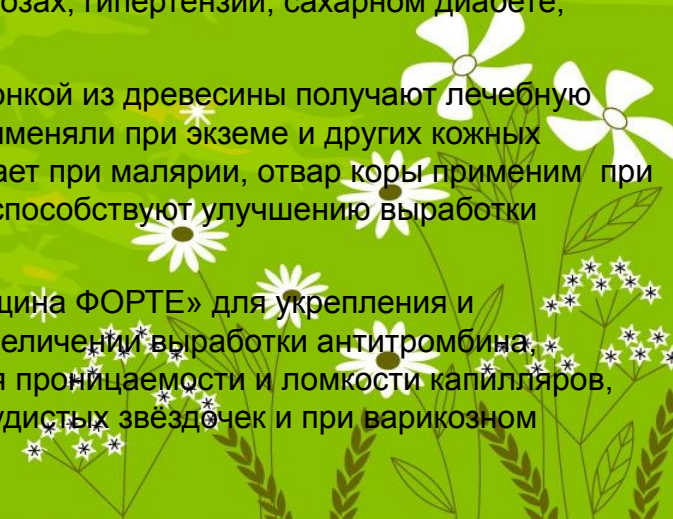 озах, гипертензии, сахарном диабете,
онкой из древесины получают лечебную
именяли при экземе и других кожных
ает при малярии, отвар коры применим при
способствуют улучшению выработки
щина ФОРТЕ» для укрепления и
еличении выработки антитромбина,
я проницаемости и ломкости капилляров,
удистых звёздочек и при варикозном